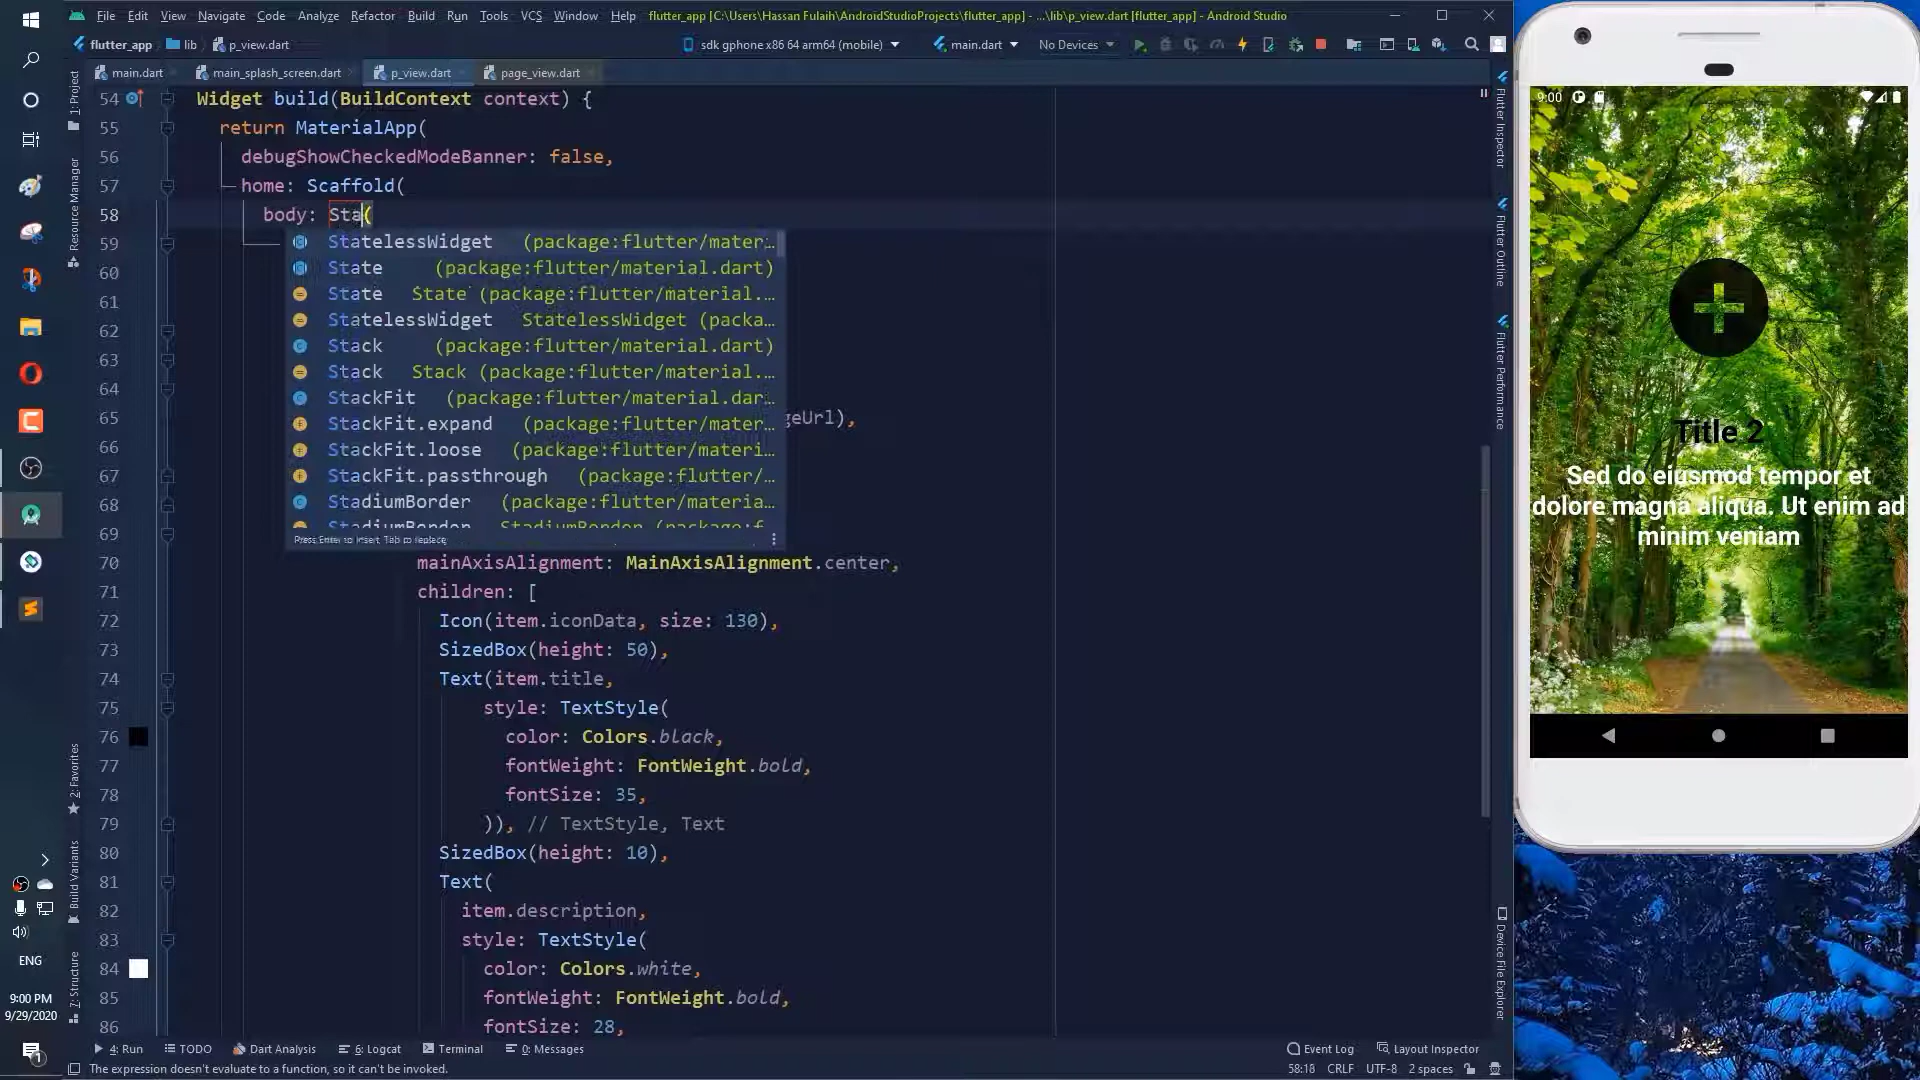 File Edit View Navigate Code Analyze Refactor Build Run Tools VCS Window Help flutter_app [C:\Users\Hassan Fulaih\AndroidStudioProjects\flutter_app] - ...\lib\p_view.dart [flutter_app] - Android Studio
flutter_app lib p_view.dart sdk gphone x86 64 arm64 (mobile) main.dart No Devices
main.dart main_splash_screen.dart p_view.dart page_view.dart
54 Widget build(BuildContext context) {
55 return MaterialApp(
56 debugShowCheckedModeBanner: false,
57 home: Scaffold(
58 body: Sta(
59 StatelessWidget (package:flutter/mater...
State (package:flutter/material.dart)
60
State State (package:flutter/material....
61
StatelessWidget StatelessWidget (packa...
62
Stack (package:flutter/material.dart)
63
Stack Stack (package:flutter/material....
64
StackFit (package:flutter/material.dar...
65 geUrl),
StackFit.expand (package:flutter/mater...
66
StackFit.loose (package:flutter/materi...
67
StackFit.passthrough (package:flutter/...
68
StadiumBorder (package:flutter/materia...
StadiumBorder StadiumBorder (package:f...
69
Press Enter to insert, Tab to replace
70 mainAxisAlignment: MainAxisAlignment.center,
71 children: [
72 Icon(item.iconData, size: 130),
73 SizedBox(height: 50),
74 Text(item.title,
75 style: TextStyle(
76 color: Colors.black,
77 fontWeight: FontWeight.bold,
78 fontSize: 35,
79 )), // TextStyle, Text
80 SizedBox(height: 10),
81 Text(
82 item.description,
83 style: TextStyle(
84 color: Colors.white,
85 fontWeight: FontWeight.bold,
86 fontSize: 28,
4: Run TODO Dart Analysis 6: Logcat Terminal 0: Messages Event Log Layout Inspector
The expression doesn't evaluate to a function, so it can't be invoked. 58:18 CRLF UTF-8 2 spaces
1: Project
Resource Manager
2: Favorites
Build Variants
7: Structure
Flutter Inspector
Flutter Outline
Flutter Performance
Device File Explorer
ENG
9:00 PM
9/29/2020
1
9:00
Title 2
Sed do eiusmod tempor et
dolore magna aliqua. Ut enim ad
minim veniam